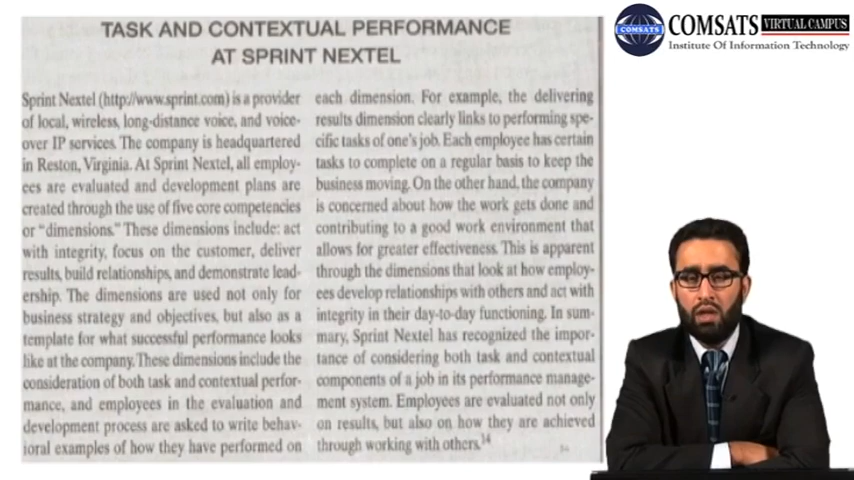 TASK AND CONTEXTUAL PERFORMANCE
AT SPRINT NEXTEL
Sprint Nextel (http://www.sprint.com) is a provider
of local, wireless, long-distance voice, and voice-
over IP services. The company is headquartered
in Reston, Virginia. At Sprint Nextel, all employ-
ees are evaluated and development plans are
created through the use of five core competencies
or "dimensions." These dimensions include: act
with integrity, focus on the customer, deliver
results, build relationships, and demonstrate lead-
ership. The dimensions are used not only for
business strategy and objectives, but also as a
template for what successful performance looks
like at the company. These dimensions include the
consideration of both task and contextual perfor-
mance, and employees in the evaluation and
development process are asked to write behav-
ioral examples of how they have performed on
each dimension. For example, the delivering
results dimension clearly links to performing spe-
cific tasks of one's job. Each employee has certain
tasks to complete on a regular basis to keep the
business moving. On the other hand, the company
is concerned about how the work gets done and
contributing to a good work environment that
allows for greater effectiveness. This is apparent
through the dimensions that look at how employ-
ees develop relationships with others and act with
integrity in their day-to-day functioning. In sum-
mary, Sprint Nextel has recognized the impor-
tance of considering both task and contextual
components of a job in its performance manage-
ment system. Employees are evaluated not only
on results, but also on how they are achieved
through working with others.14
COMSATS
COMSATS VIRTUAL CAMPUS
Institute Of Information Technology